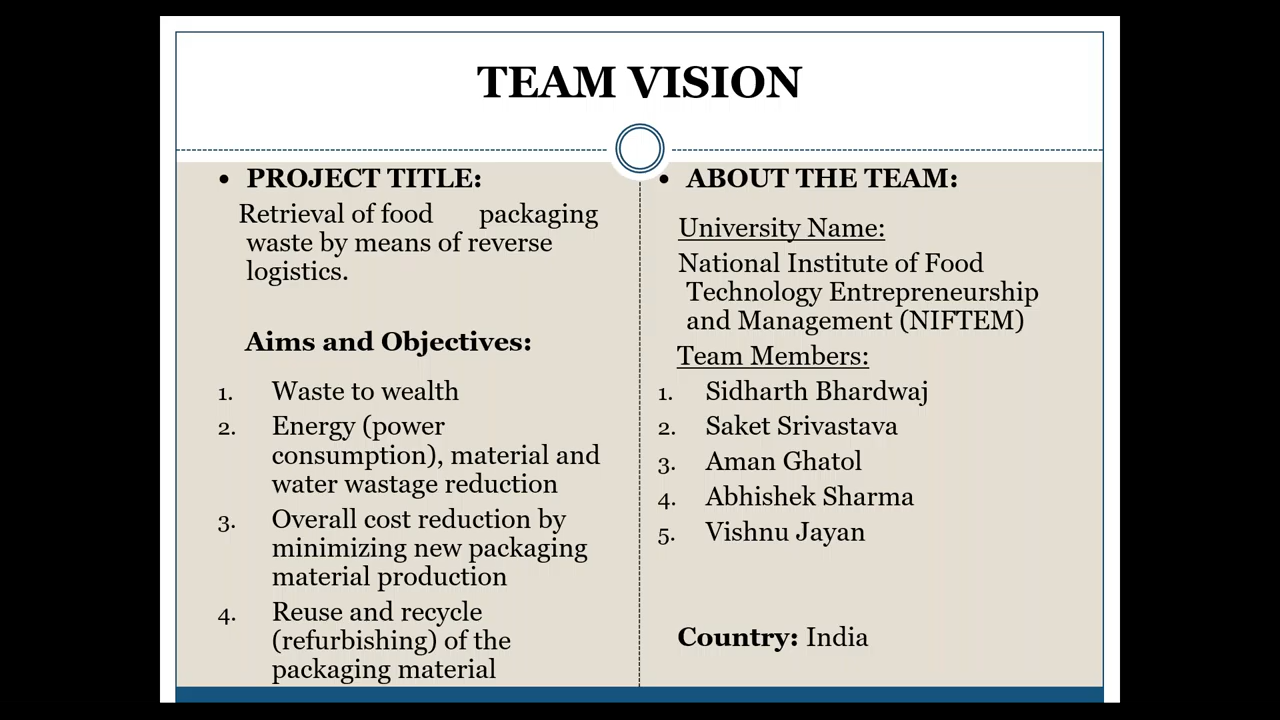 TEAM VISION
• PROJECT TITLE:
Retrieval of food packaging
waste by means of reverse
logistics.
Aims and Objectives:
1. Waste to wealth
2. Energy (power
consumption), material and
water wastage reduction
3. Overall cost reduction by
minimizing new packaging
material production
4. Reuse and recycle
(refurbishing) of the
packaging material
• ABOUT THE TEAM:
University Name:
National Institute of Food
Technology Entrepreneurship
and Management (NIFTEM)
Team Members:
1. Sidharth Bhardwaj
2. Saket Srivastava
3. Aman Ghatol
4. Abhishek Sharma
5. Vishnu Jayan
Country: India